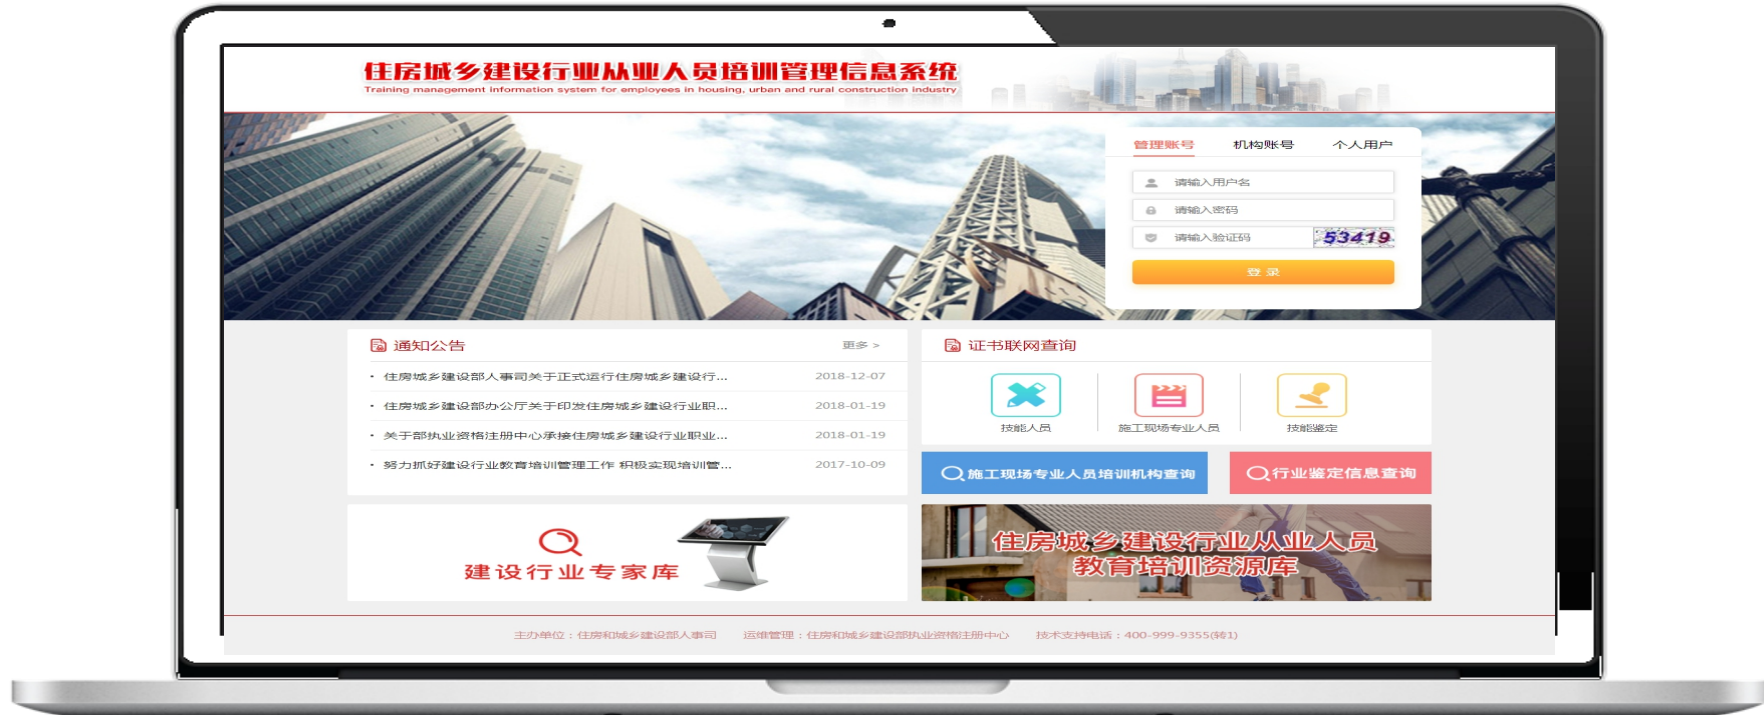 住房城乡建设行业从业人员培训管理信息系统
Training management information system for employees in housing, urban and rural construction industry
管理账号 机构账号 个人用户
请输入用户名
请输入密码
请输入验证码 53419
登 录
通知公告 更多 >
· 住房城乡建设部人事司关于正式运行住房城乡建设行... 2018-12-07
· 住房城乡建设部办公厅关于印发住房城乡建设行业职... 2018-01-19
· 关于部执业资格注册中心承接住房城乡建设行业职业... 2018-01-19
· 努力抓好建设行业教育培训管理工作 积极实现培训管... 2017-10-09
证书联网查询
技能人员 施工现场专业人员 技能鉴定
施工现场专业人员培训机构查询 行业鉴定信息查询
建设行业专家库
住房城乡建设行业从业人员
教育培训资源库
主办单位：住房和城乡建设部人事司 运维管理：住房和城乡建设部执业资格注册中心 技术支持电话：400-999-9355(转1)